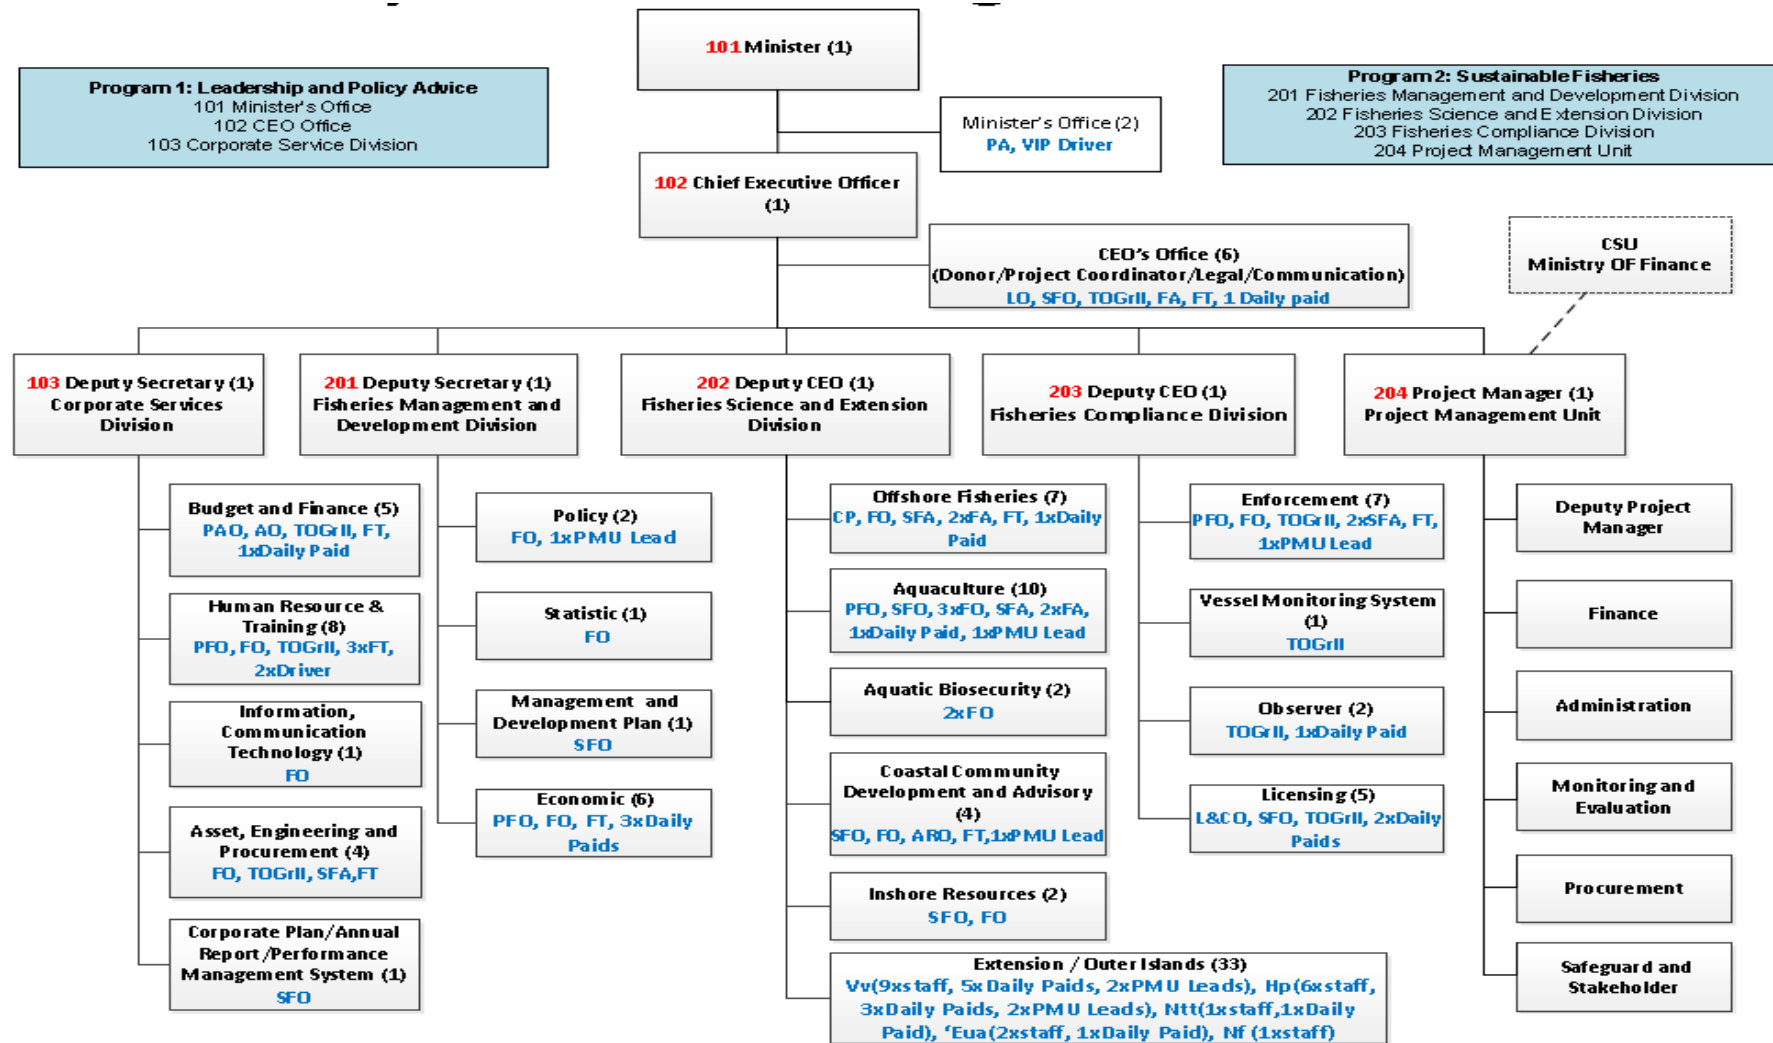 101 Minister (1)
Program 1: Leadership and Policy Advice
101 Minister's Office
102 CEO Office
103 Corporate Service Division
Program 2: Sustainable Fisheries
201 Fisheries Management and Development Division
202 Fisheries Science and Extension Division
203 Fisheries Compliance Division
204 Project Management Unit
Minister's Office (2)
PA, VIP Driver
102 Chief Executive Officer
(1)
CEO's Office (6)
(Donor/Project Coordinator/Legal/Communication)
LO, SFO, TOGrII, FA, FT, 1 Daily paid
CSU
Ministry OF Finance
103 Deputy Secretary (1)
Corporate Services
Division
201 Deputy Secretary (1)
Fisheries Management and
Development Division
202 Deputy CEO (1)
Fisheries Science and Extension
Division
203 Deputy CEO (1)
Fisheries Compliance Division
204 Project Manager (1)
Project Management Unit
Budget and Finance (5)
PAO, AO, TOGrII, FT,
1xDaily Paid
Human Resource &
Training (8)
PFO, FO, TOGrII, 3xFT,
2xDriver
Information,
Communication
Technology (1)
FO
Asset, Engineering and
Procurement (4)
FO, TOGrII, SFA,FT
Corporate Plan/Annual
Report/Performance
Management System (1)
SFO
Policy (2)
FO, 1xPMU Lead
Statistic (1)
FO
Management and
Development Plan (1)
SFO
Economic (6)
PFO, FO, FT, 3xDaily
Paids
Offshore Fisheries (7)
CP, FO, SFA, 2xFA, FT, 1xDaily
Paid
Aquaculture (10)
PFO, SFO, 3xFO, SFA, 2xFA,
1xDaily Paid, 1xPMU Lead
Aquatic Biosecurity (2)
2xFO
Coastal Community
Development and Advisory
(4)
SFO, FO, ARO, FT,1xPMU Lead
Inshore Resources (2)
SFO, FO
Extension / Outer Islands (33)
Vv(9xstaff, 5xDaily Paids, 2xPMU Leads), Hp(6xstaff,
3xDaily Paids, 2xPMU Leads), Ntt(1xstaff,1xDaily
Paid), 'Eua(2xstaff, 1xDaily Paid), Nf (1xstaff)
Enforcement (7)
PFO, FO, TOGrII, 2xSFA, FT,
1xPMU Lead
Vessel Monitoring System
(1)
TOGrII
Observer (2)
TOGrII, 1xDaily Paid
Licensing (5)
L&CO, SFO, TOGrII, 2xDaily
Paids
Deputy Project
Manager
Finance
Administration
Monitoring and
Evaluation
Procurement
Safeguard and
Stakeholder